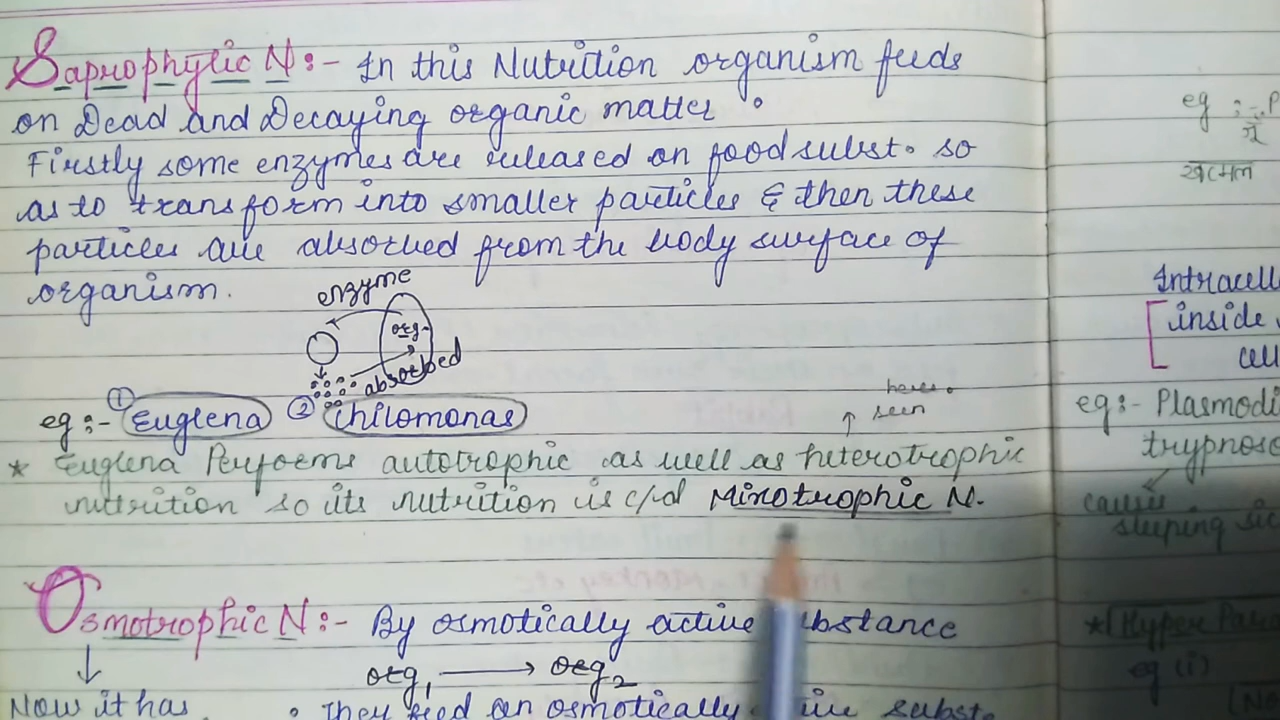 Saprophytic N :- In this Nutrition organism feeds
on Dead and Decaying organic matter .
Firstly some enzymes are released on food subst. so
as to transform into smaller particles & then these
particles are absorbed from the body surface of
organism.
enzyme
org.
absorbed
eg :- ① Euglena ② Chilomonas
here.
seen
* Euglena Performs autotrophic as well as heterotrophic
nutrition so its nutrition is c/d Mixotrophic N.
Osmotrophic N :- By osmotically active substance
org1 → org2
Now it has . They feed on osmotically subst.
eg :-
खटमल
Intracell
inside
cell
eg:- Plasmodi
trypnoso
causes
sleeping sic
* Hyper Para
eg (i)